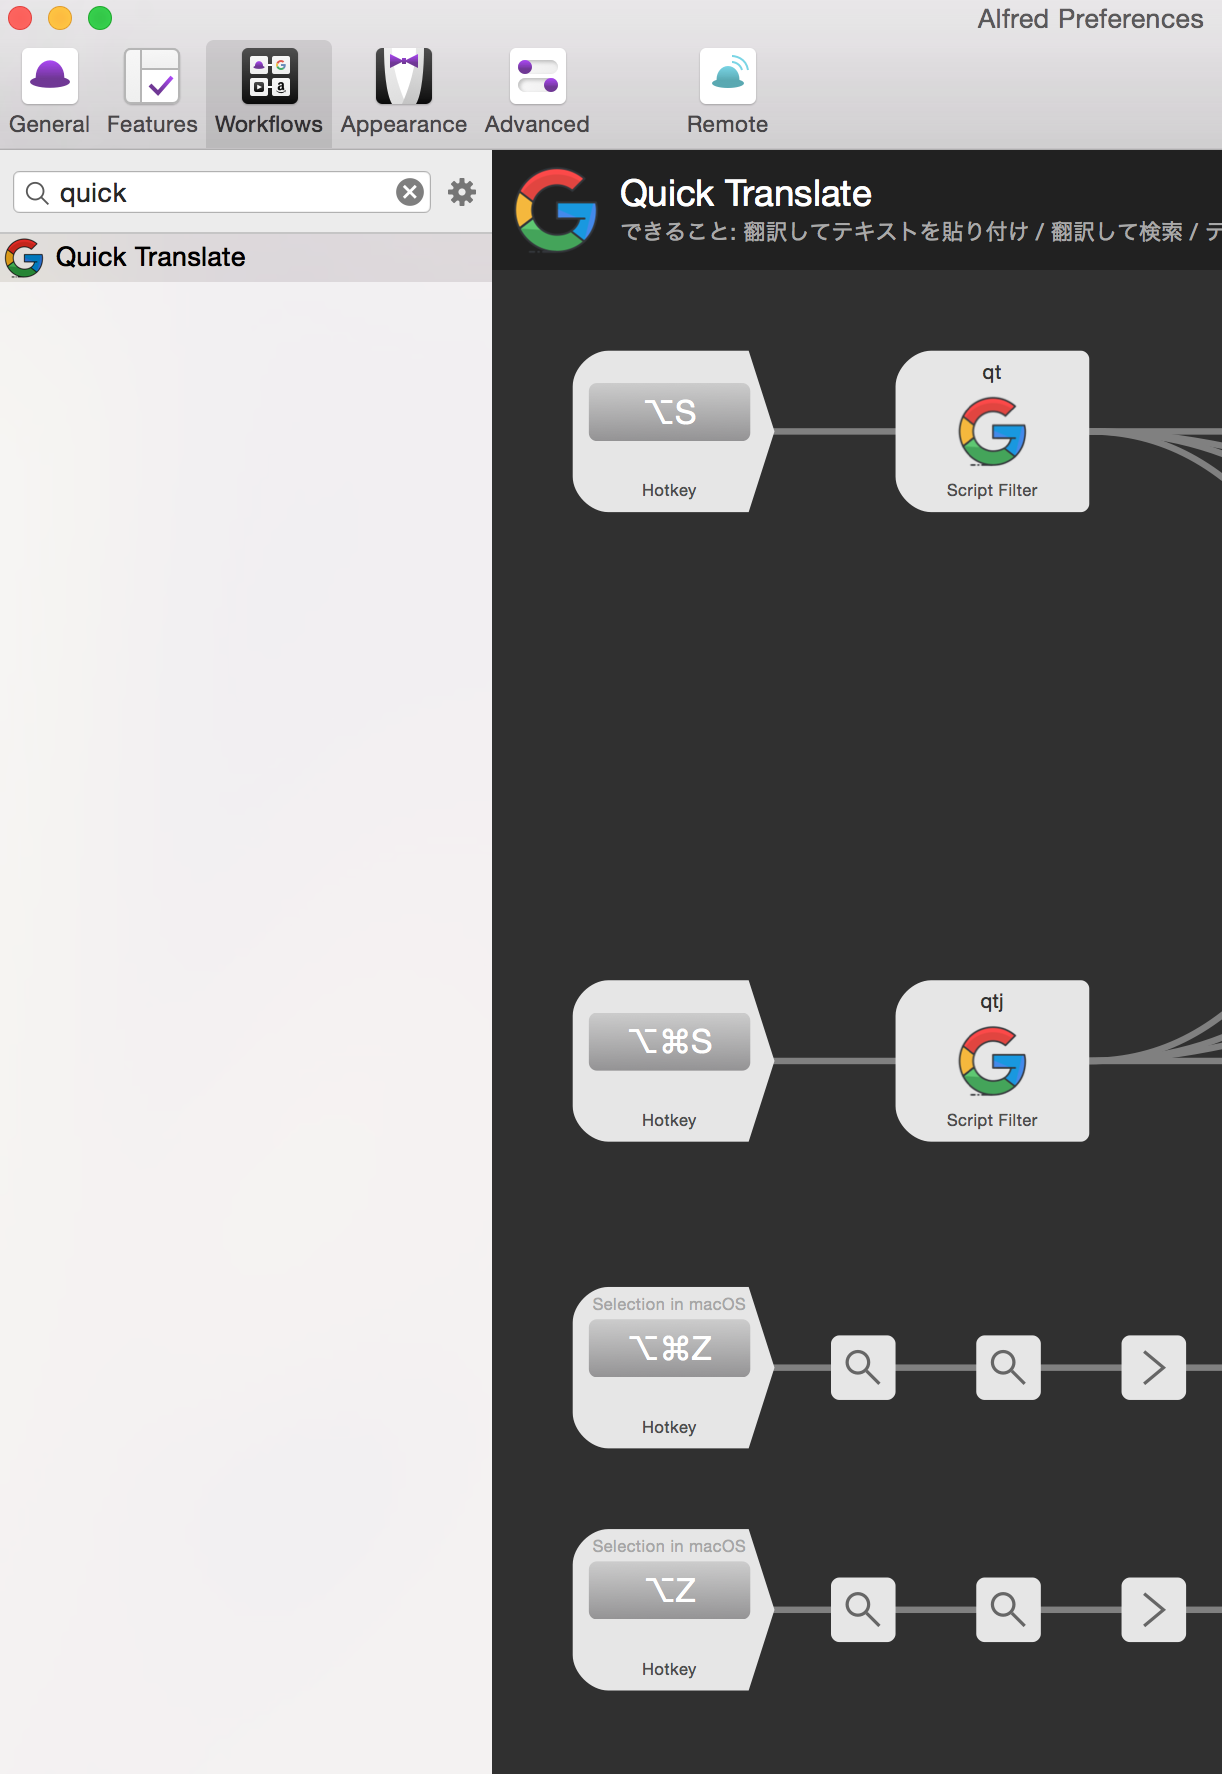 Alfred Preferences
General Features Workflows Appearance Advanced Remote
quick
Quick Translate
Quick Translate
できること: 翻訳してテキストを貼り付け / 翻訳して検索 / テ
⌥S
Hotkey
qt
Script Filter
⌥⌘S
Hotkey
qtj
Script Filter
Selection in macOS
⌥⌘Z
Hotkey
Selection in macOS
⌥Z
Hotkey